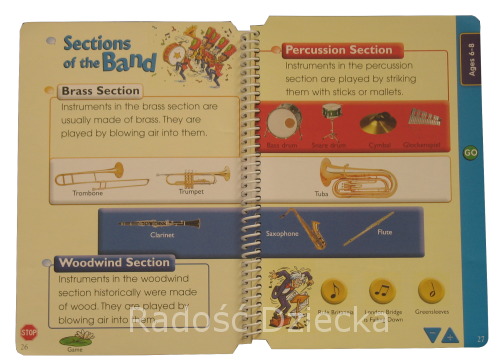 Sections
of the Band
Brass Section
Instruments in the brass section are
usually made of brass. They are
played by blowing air into them.
Trombone
Trumpet
Clarinet
Woodwind Section
Instruments in the woodwind
section historically were made
of wood. They are played by
blowing air into them.
STOP
26
Game
Percussion Section
Instruments in the percussion
section are played by striking
them with sticks or mallets.
Bass drum
Snare drum
Cymbal
Glockenspiel
Tuba
Saxophone
Flute
London Bridge
is Falling Down
Greensleeves
27
Ages 6-8
GO
Radość Dziecka